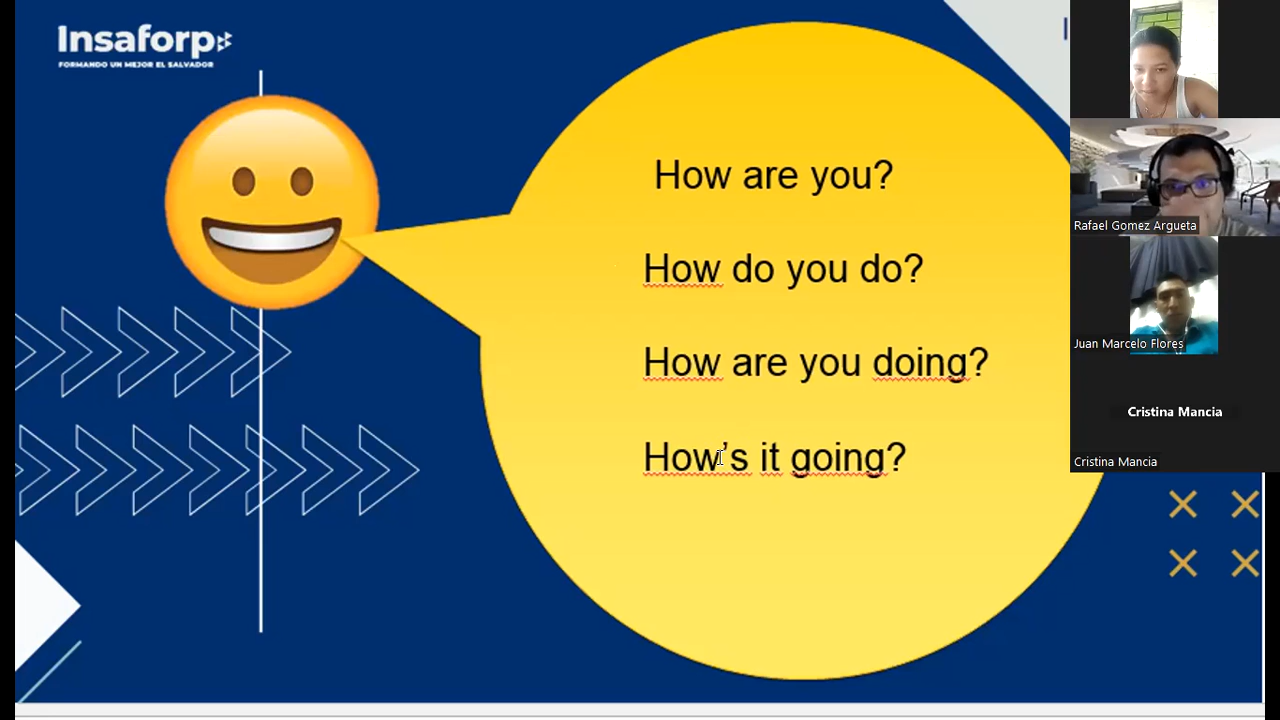 Insaforp
FORMANDO UN MEJOR EL SALVADOR
How are you?
How do you do?
How are you doing?
How's it going?
Rafael Gomez Argueta
Juan Marcelo Flores
Cristina Mancia
Cristina Mancia